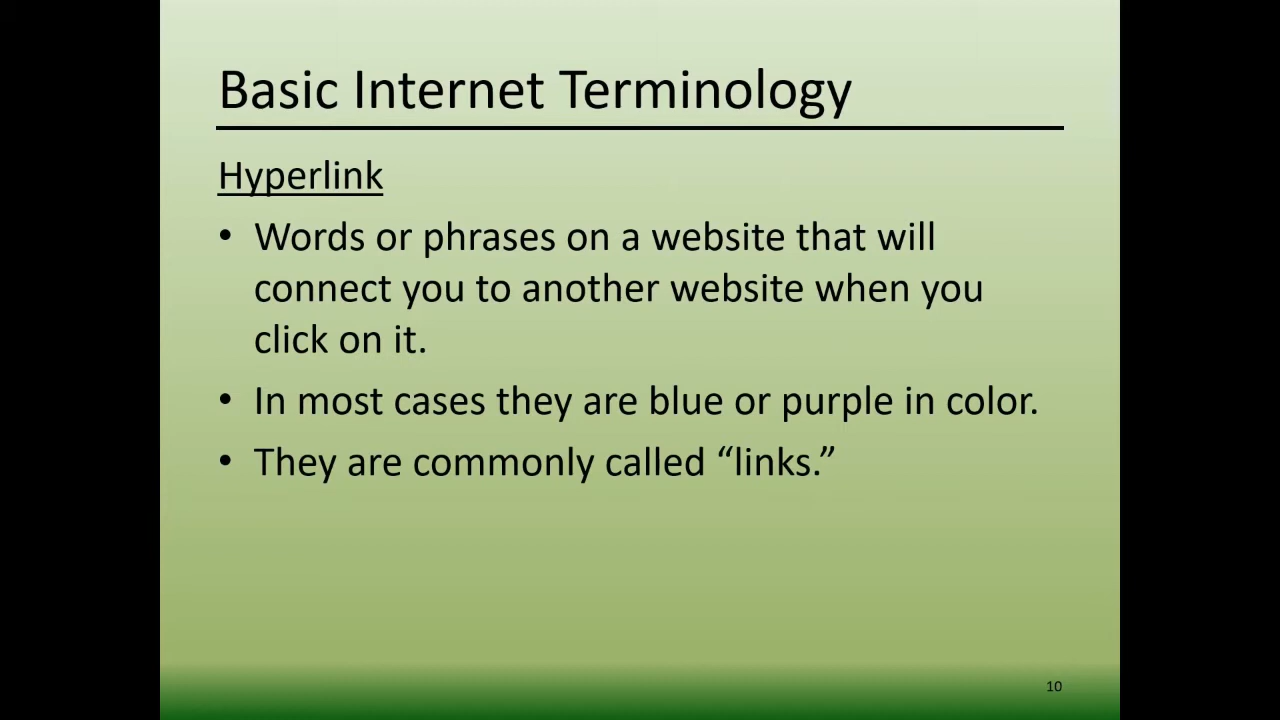 Basic Internet Terminology
Hyperlink
• Words or phrases on a website that will
connect you to another website when you
click on it.
• In most cases they are blue or purple in color.
• They are commonly called “links.”
10